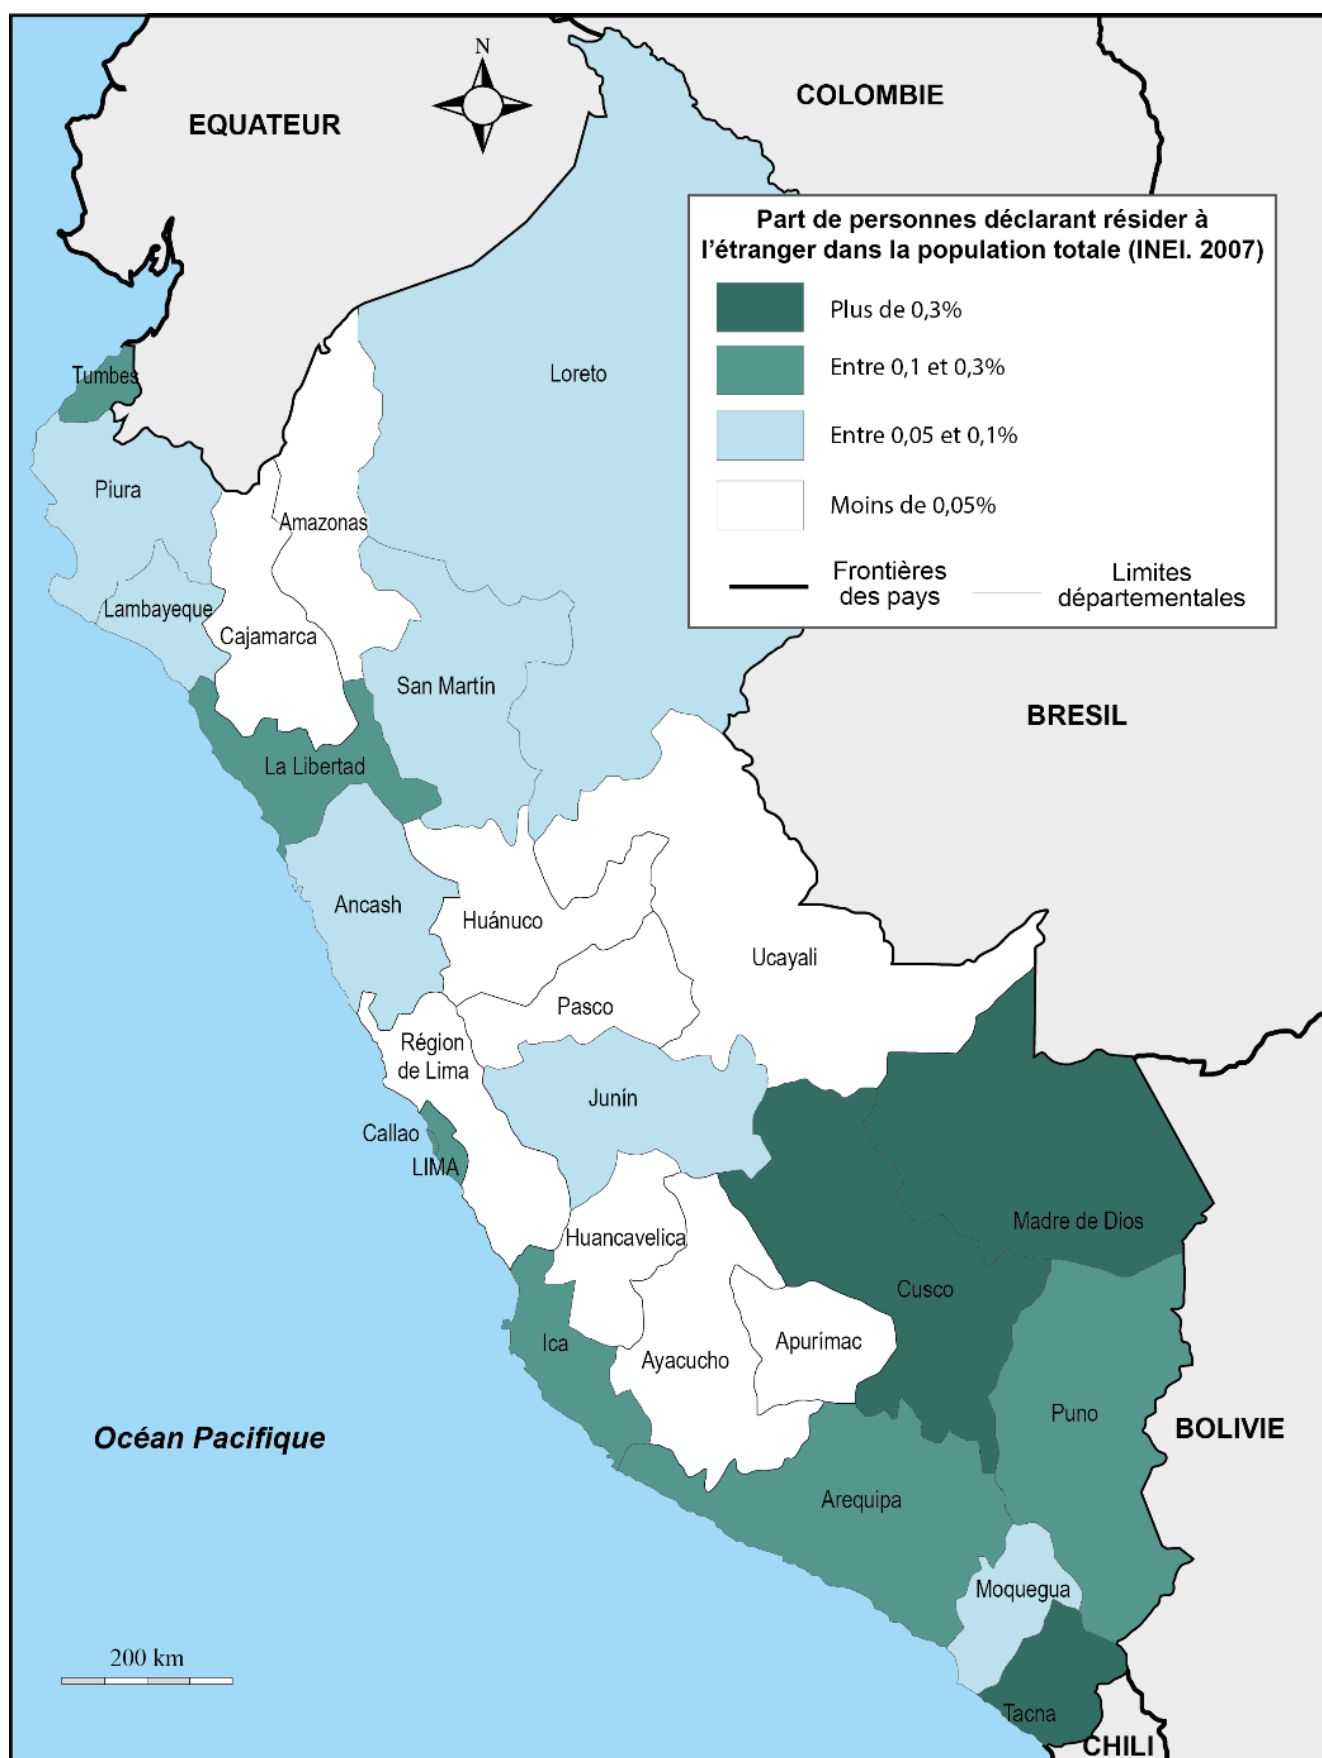 N
COLOMBIE
EQUATEUR
Part de personnes déclarant résider à
l'étranger dans la population totale (INEI. 2007)
Plus de 0,3%
Entre 0,1 et 0,3%
Entre 0,05 et 0,1%
Moins de 0,05%
Frontières
des pays
Limites
départementales
Tumbes
Loreto
Piura
Amazonas
Lambayeque
Cajamarca
San Martín
BRESIL
La Libertad
Ancash
Huánuco
Ucayali
Pasco
Région
de Lima
Junín
Callao
LIMA
Madre de Dios
Huancavelica
Cusco
Ica
Apurímac
Ayacucho
Puno
BOLIVIE
Océan Pacifique
Arequipa
Moquegua
200 km
Tacna
CHILI